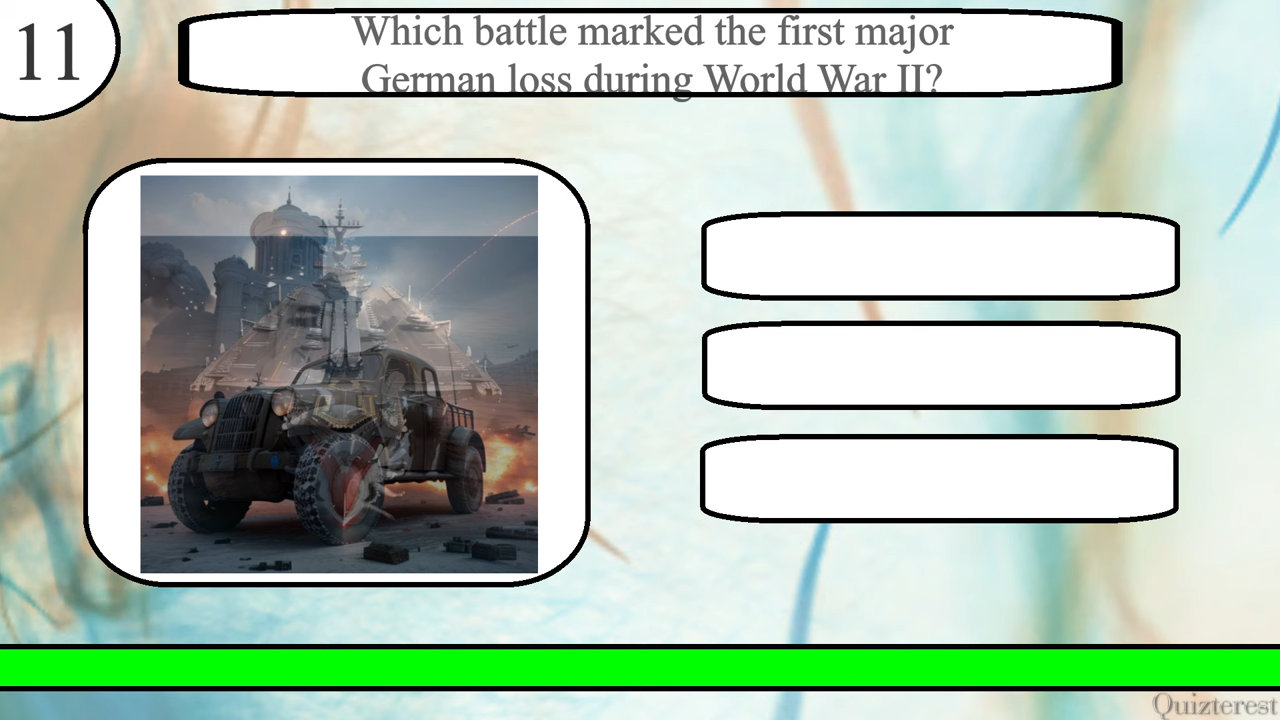 11
Which battle marked the first major
German loss during World War II?
Quizterest